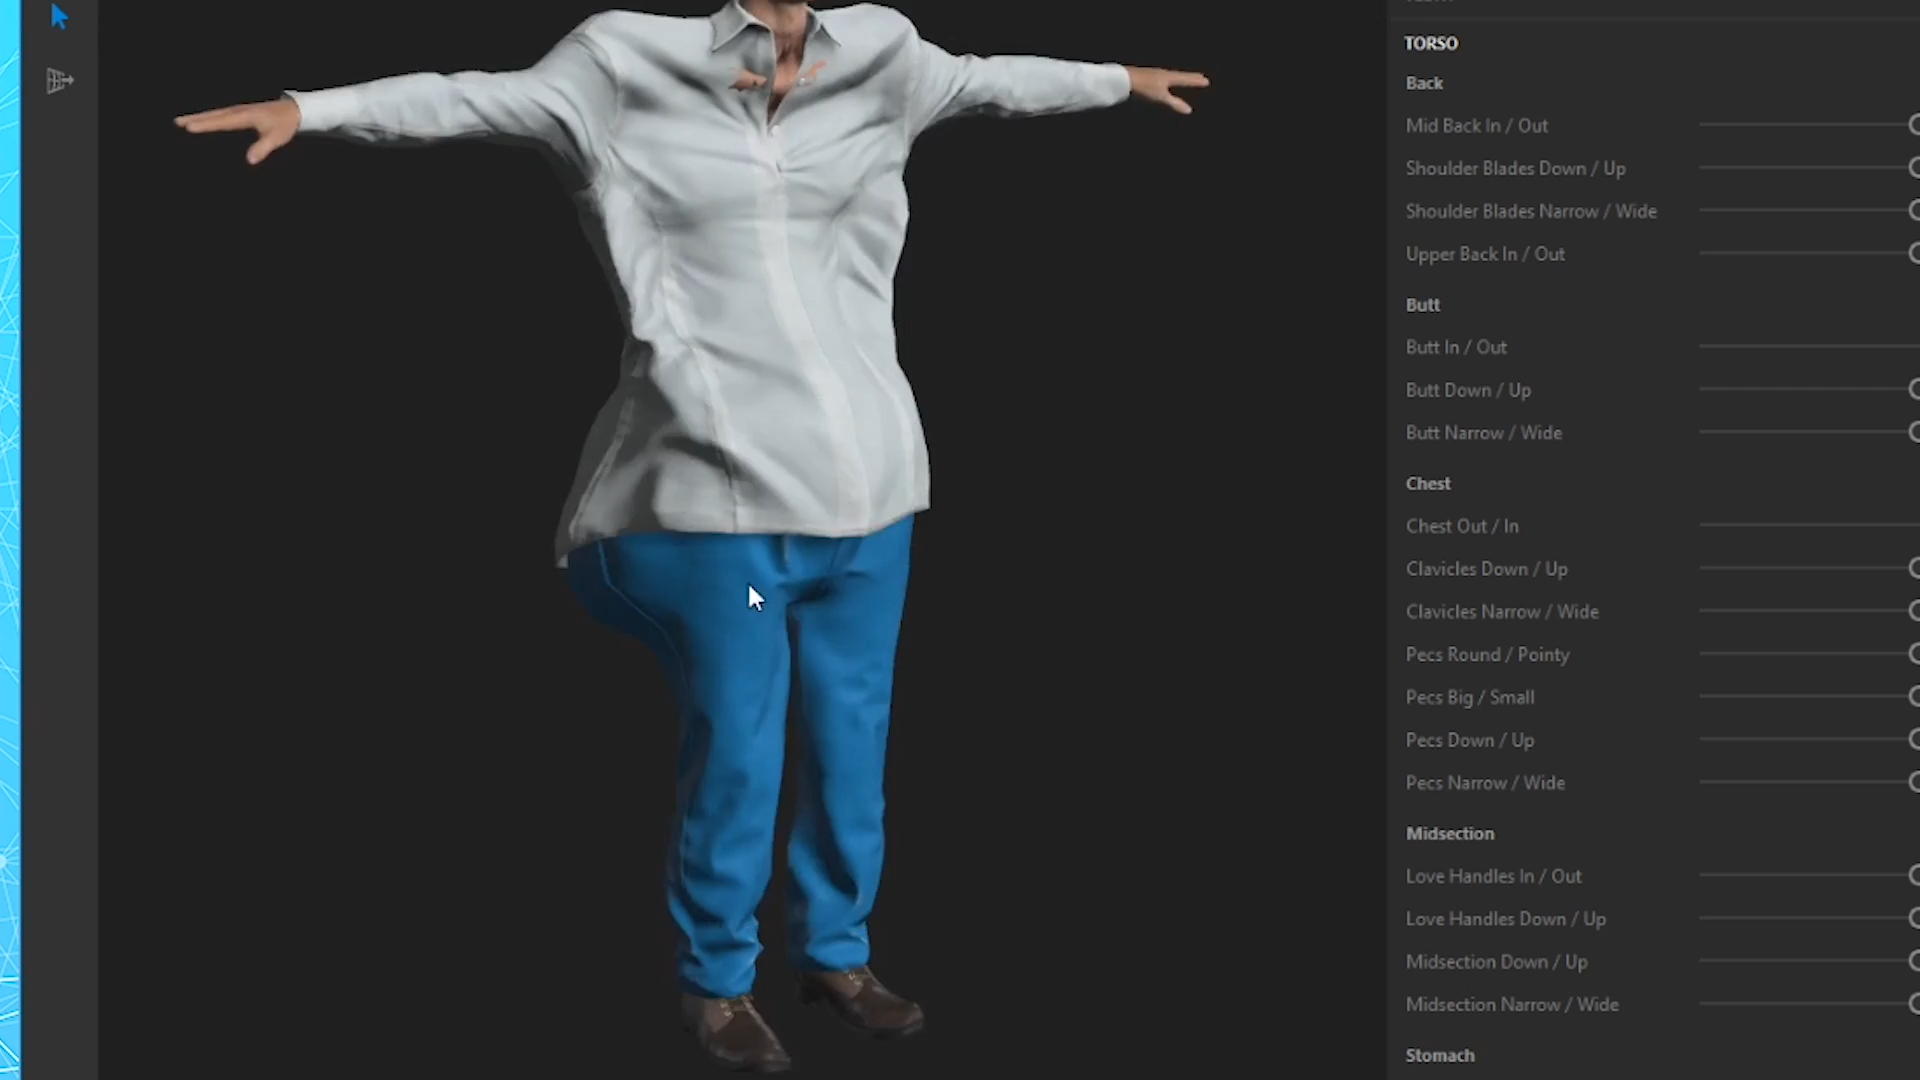 TORSO
Back
Mid Back In / Out
Shoulder Blades Down / Up
Shoulder Blades Narrow / Wide
Upper Back In / Out
Butt
Butt In / Out
Butt Down / Up
Butt Narrow / Wide
Chest
Chest Out / In
Clavicles Down / Up
Clavicles Narrow / Wide
Pecs Round / Pointy
Pecs Big / Small
Pecs Down / Up
Pecs Narrow / Wide
Midsection
Love Handles In / Out
Love Handles Down / Up
Midsection Down / Up
Midsection Narrow / Wide
Stomach